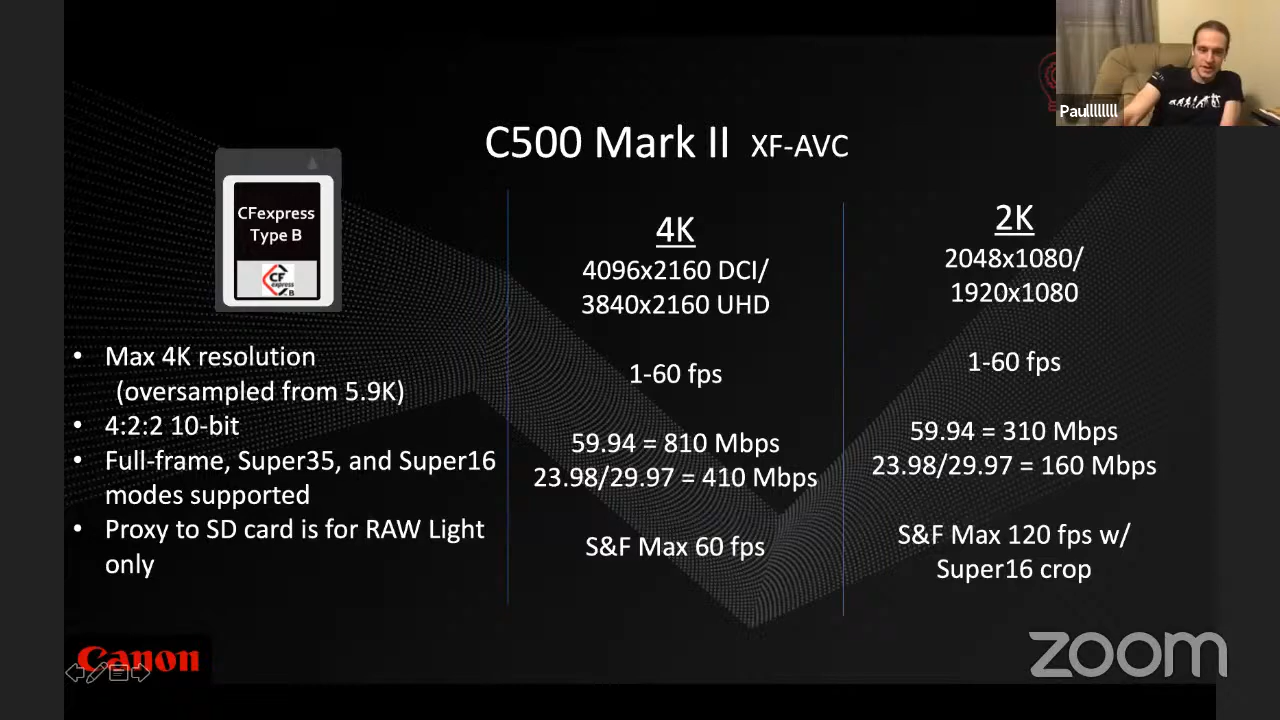 Paulllllllll
C500 Mark II XF-AVC
CFexpress
Type B
CF
express
B
Max 4K resolution
(oversampled from 5.9K)
4:2:2 10-bit
Full-frame, Super35, and Super16
modes supported
Proxy to SD card is for RAW Light
only
4K
4096x2160 DCI/
3840x2160 UHD
1-60 fps
59.94 = 810 Mbps
23.98/29.97 = 410 Mbps
S&F Max 60 fps
2K
2048x1080/
1920x1080
1-60 fps
59.94 = 310 Mbps
23.98/29.97 = 160 Mbps
S&F Max 120 fps w/
Super16 crop
Canon
zoom